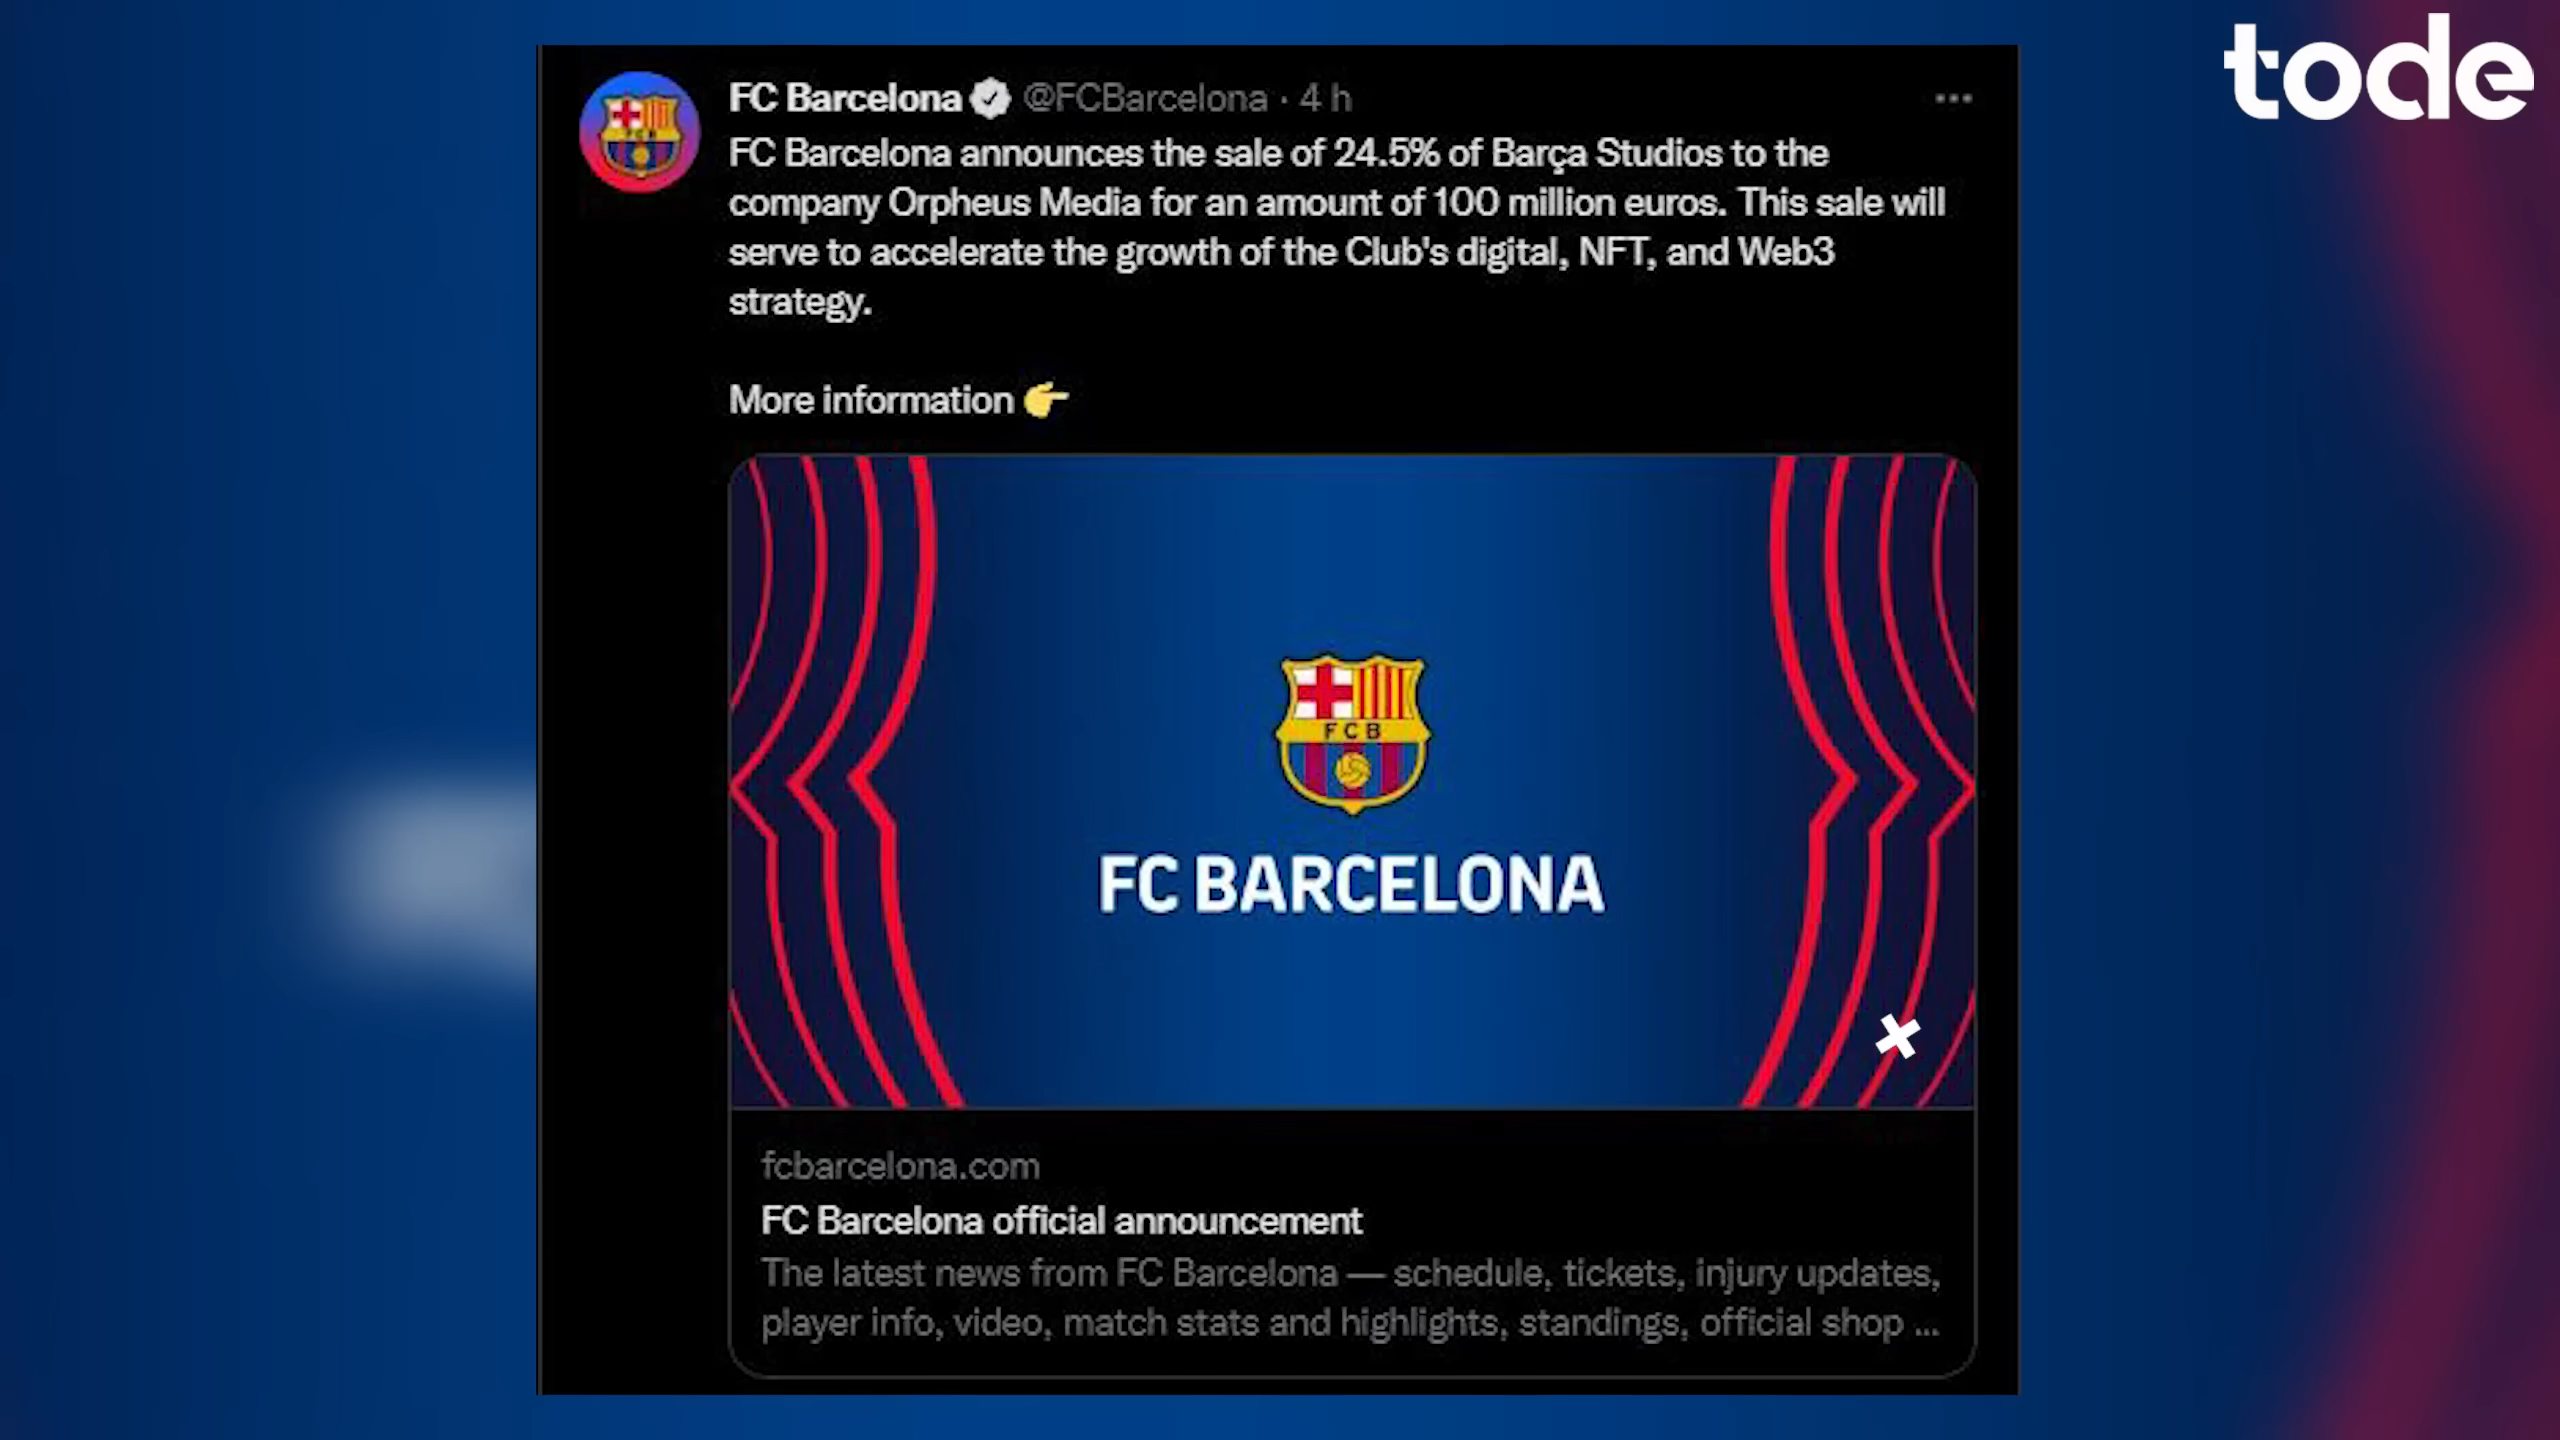 tode
FC Barcelona @FCBarcelona · 4 h
FC Barcelona announces the sale of 24.5% of Barça Studios to the
company Orpheus Media for an amount of 100 million euros. This sale will
serve to accelerate the growth of the Club's digital, NFT, and Web3
strategy.
More information 👉
FCB
FC BARCELONA
fcbarcelona.com
FC Barcelona official announcement
The latest news from FC Barcelona — schedule, tickets, injury updates,
player info, video, match stats and highlights, standings, official shop ...